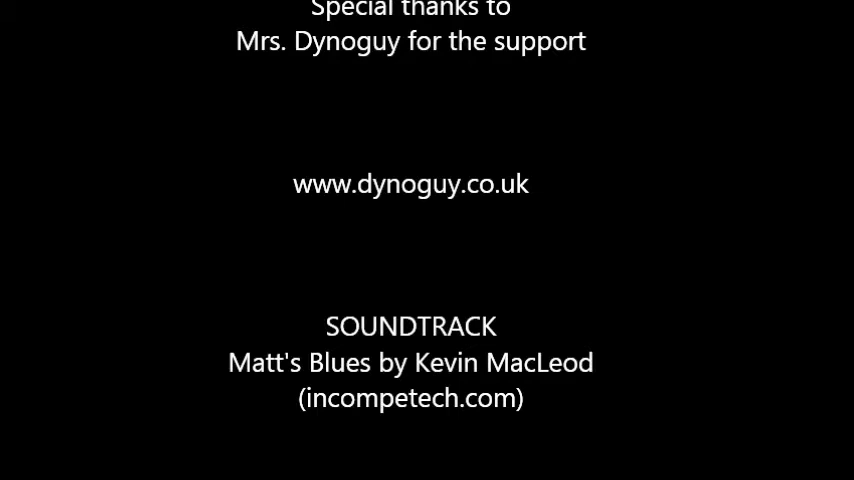 Special thanks to
Mrs. Dynoguy for the support
www.dynoguy.co.uk
SOUNDTRACK
Matt's Blues by Kevin MacLeod
(incompetech.com)